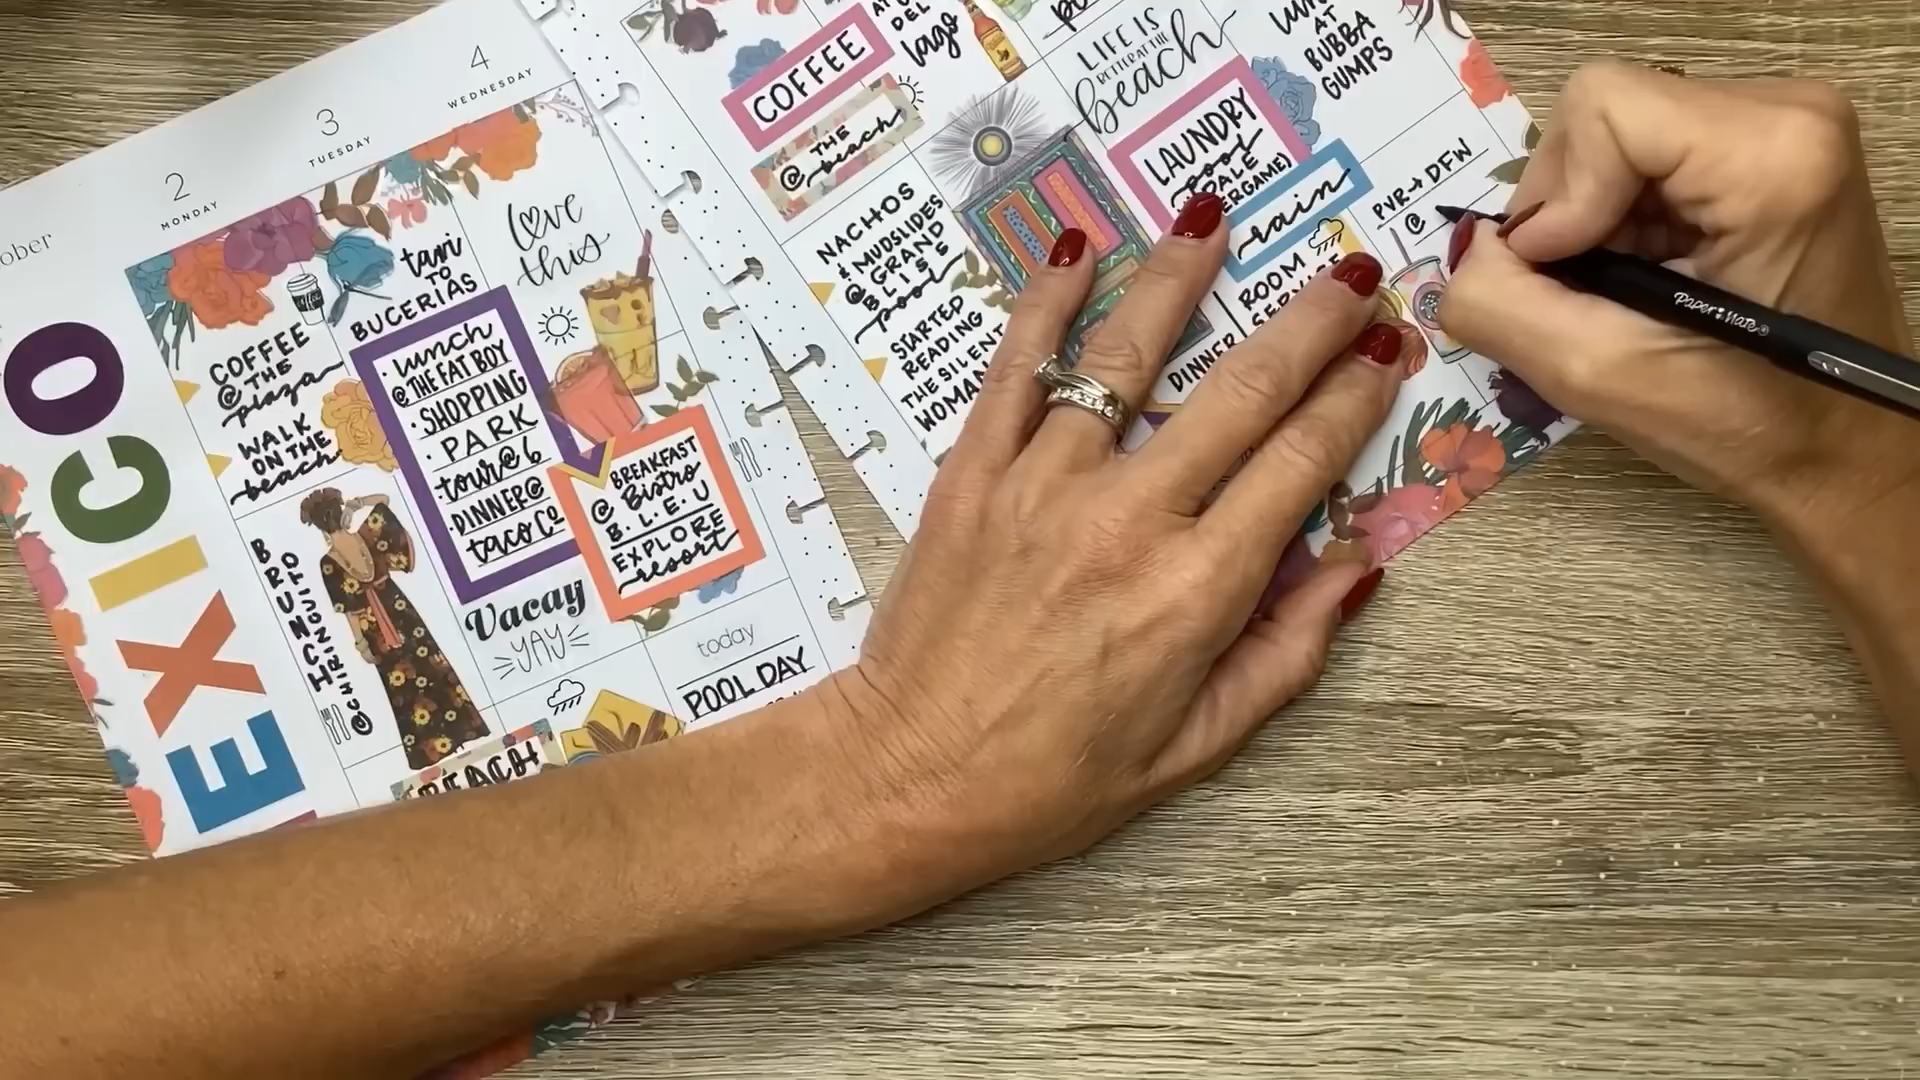 ober
2
MONDAY
3
TUESDAY
4
WEDNESDAY
EXICO
COFFEE
@ THE
plaza
WALK
ON THE
beach
BRUNCH
@CHIRINGUITO
taxi
TO
BUCERIAS
· lunch
@ THE FAT BOY
· SHOPPING
· PARK
· tour@6
· DINNER@
taco Co
Vacay
YAY
love
this
BREAKFAST
@ Bistro
B·L·E·U
EXPLORE
resort
today
POOL DAY
BEACH
COFFEE
@ THE
beach
DEL
lago
NACHOS
& MUDSLIDES
@ GRAND
BLISE
pool
STARTED
READING
THE SILENT
WOMAN
LIFE IS
BETTER AT THE
beach
LAUNDRY
pool
rain
ROOM
DINNER
AT
BUBBA
GUMPS
PVR→DFW
@
Paper Mate®